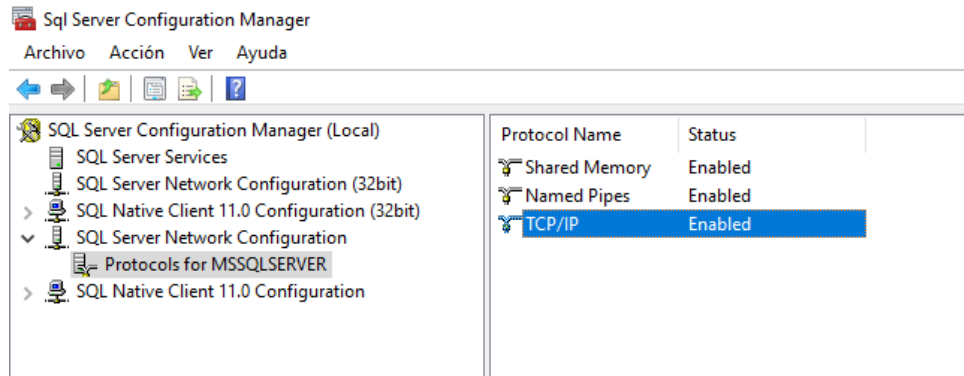 Sql Server Configuration Manager
Archivo Acción Ver Ayuda
SQL Server Configuration Manager (Local)
SQL Server Services
SQL Server Network Configuration (32bit)
SQL Native Client 11.0 Configuration (32bit)
SQL Server Network Configuration
Protocols for MSSQLSERVER
SQL Native Client 11.0 Configuration
Protocol Name Status
Shared Memory Enabled
Named Pipes Enabled
TCP/IP Enabled